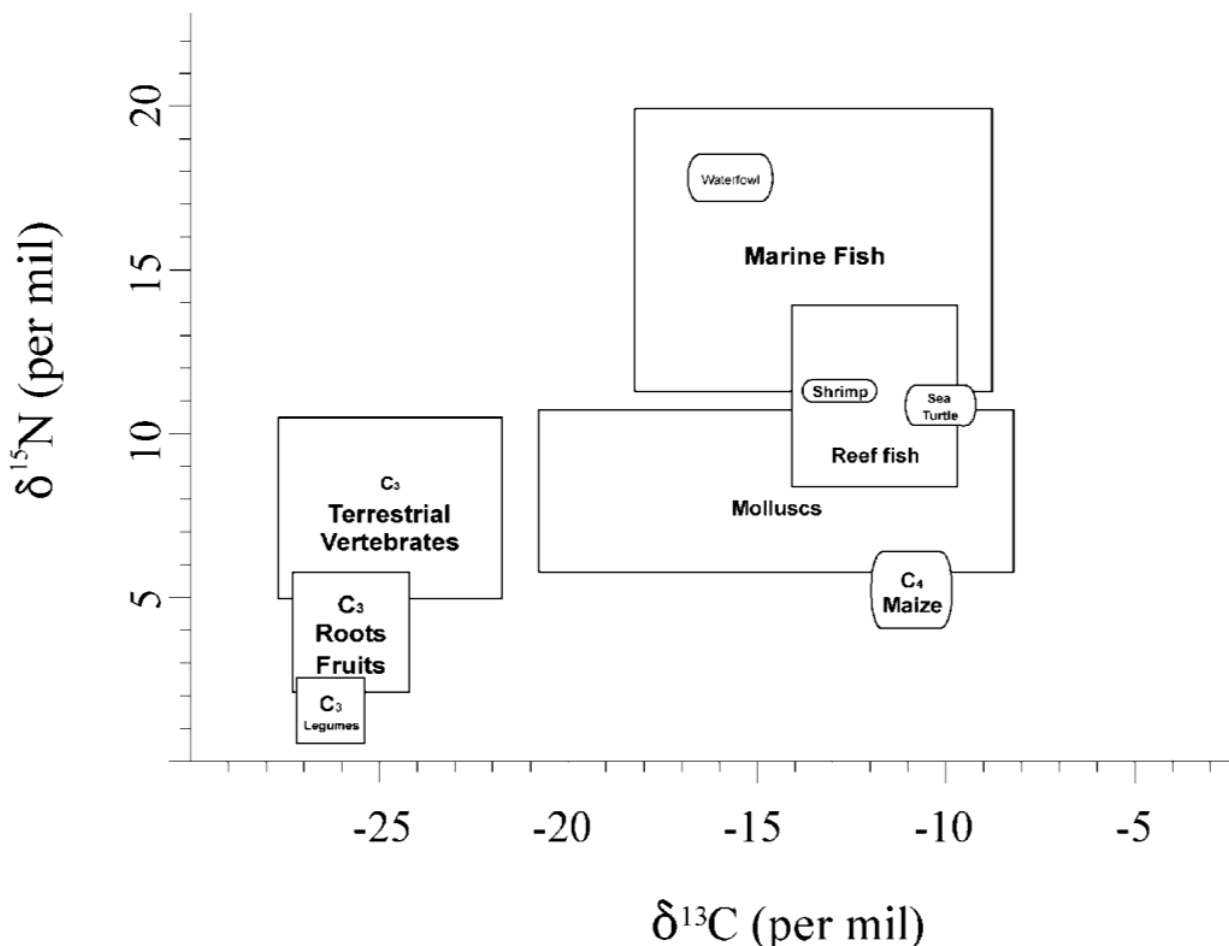 20
15
10
5
δ¹⁵N (per mil)
Waterfowl
Marine Fish
Shrimp
Sea
Turtle
Reef fish
Molluscs
C₃
Terrestrial
Vertebrates
C₃
Roots
Fruits
C₃
Legumes
C₄
Maize
-25
-20
-15
-10
-5
δ¹³C (per mil)